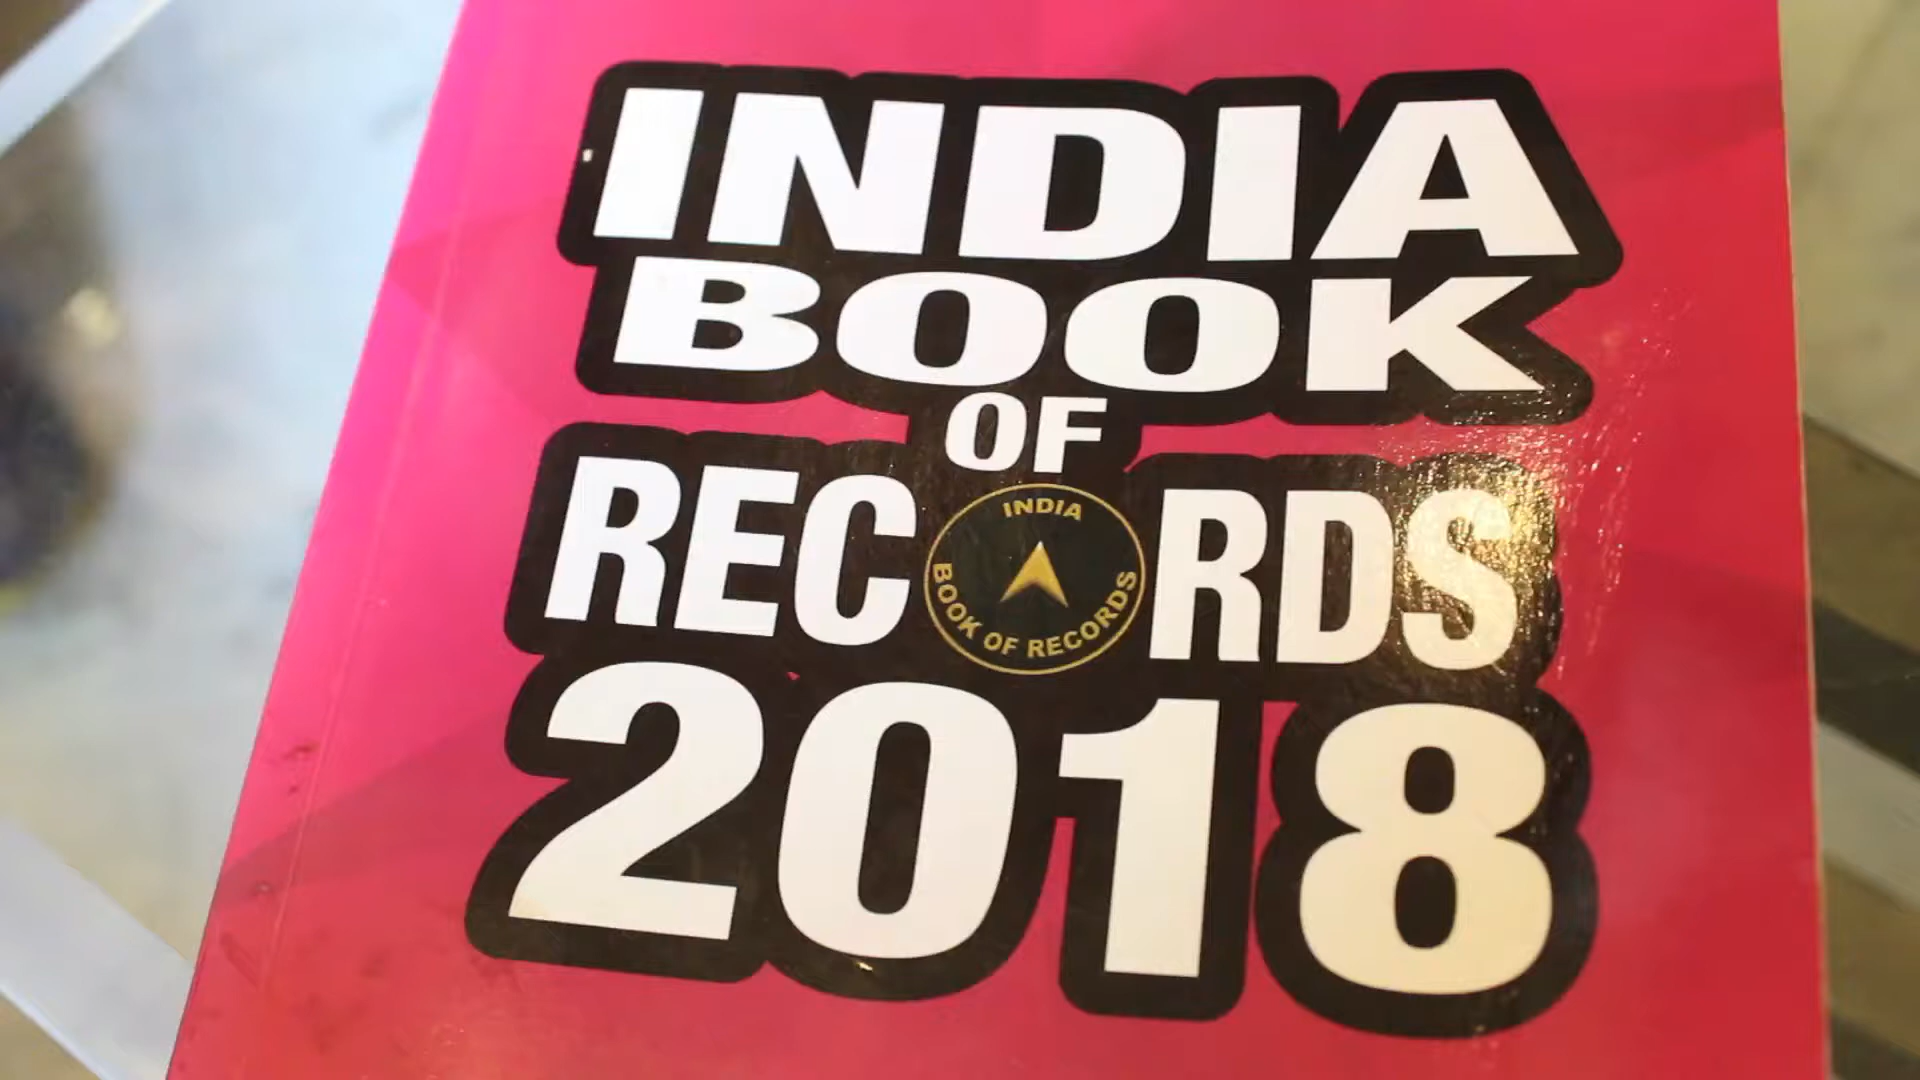 INDIA
BOOK
OF
REC RDS
INDIA
BOOK OF RECORDS
2018